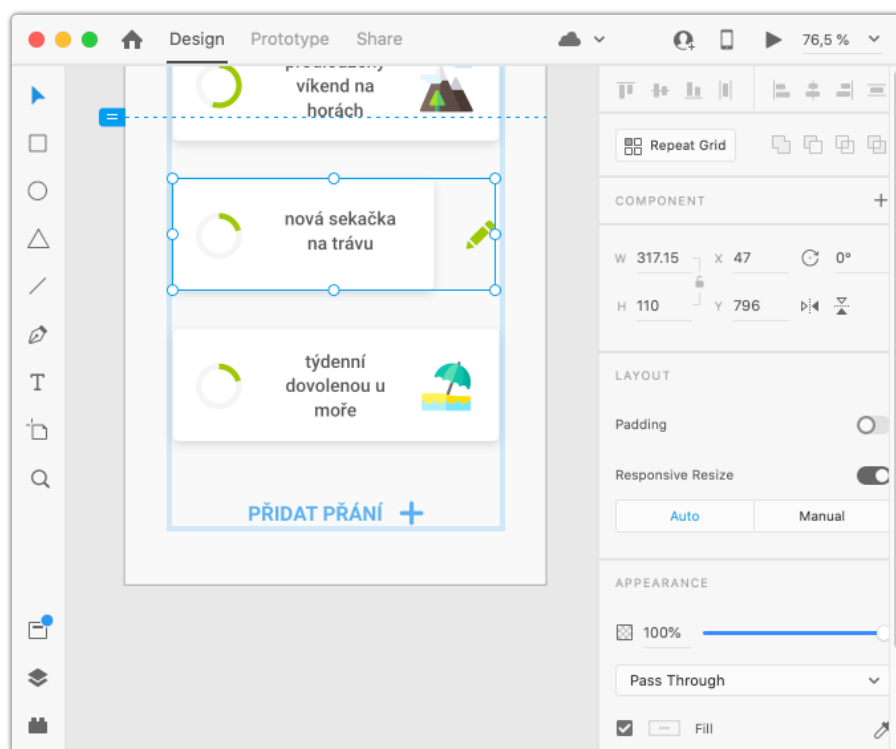 Design Prototype Share 76,5 %
prodloužený
víkend na
horách
Repeat Grid
COMPONENT
nová sekačka
na trávu
W 317.15 X 47 0°
H 110 Y 796
LAYOUT
týdenní
dovolenou u
moře
Padding
Responsive Resize
Auto Manual
PŘIDAT PŘÁNÍ
APPEARANCE
100%
Pass Through
Fill
T